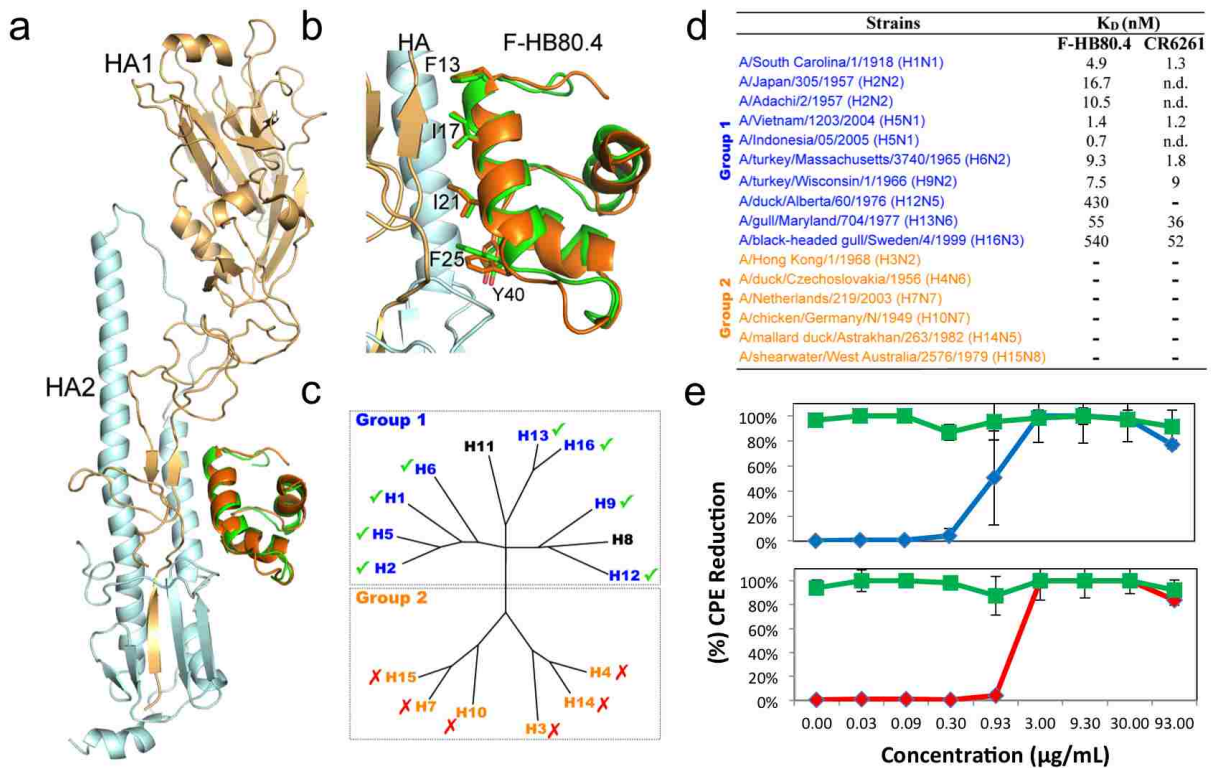 a
HA1
HA2
b
HA
F-HB80.4
F13
I17
I21
F25
Y40
c
Group 1
H11
H13 ✓
H16 ✓
✓ H6
✓ H1
H9 ✓
✓ H5
H8
✓ H2
H12 ✓
Group 2
✗ H15
H4 ✗
✗ H7
H14 ✗
✗ H10
H3 ✗
d
Strains K_D (nM)
F-HB80.4 CR6261
Group 1
A/South Carolina/1/1918 (H1N1) 4.9 1.3
A/Japan/305/1957 (H2N2) 16.7 n.d.
A/Adachi/2/1957 (H2N2) 10.5 n.d.
A/Vietnam/1203/2004 (H5N1) 1.4 1.2
A/Indonesia/05/2005 (H5N1) 0.7 n.d.
A/turkey/Massachusetts/3740/1965 (H6N2) 9.3 1.8
A/turkey/Wisconsin/1/1966 (H9N2) 7.5 9
A/duck/Alberta/60/1976 (H12N5) 430 -
A/gull/Maryland/704/1977 (H13N6) 55 36
A/black-headed gull/Sweden/4/1999 (H16N3) 540 52
Group 2
A/Hong Kong/1/1968 (H3N2) - -
A/duck/Czechoslovakia/1956 (H4N6) - -
A/Netherlands/219/2003 (H7N7) - -
A/chicken/Germany/N/1949 (H10N7) - -
A/mallard duck/Astrakhan/263/1982 (H14N5) - -
A/shearwater/West Australia/2576/1979 (H15N8) - -
e
(%) CPE Reduction
100%
80%
60%
40%
20%
0%
100%
80%
60%
40%
20%
0%
0.00 0.03 0.09 0.30 0.93 3.00 9.30 30.00 93.00
Concentration (µg/mL)